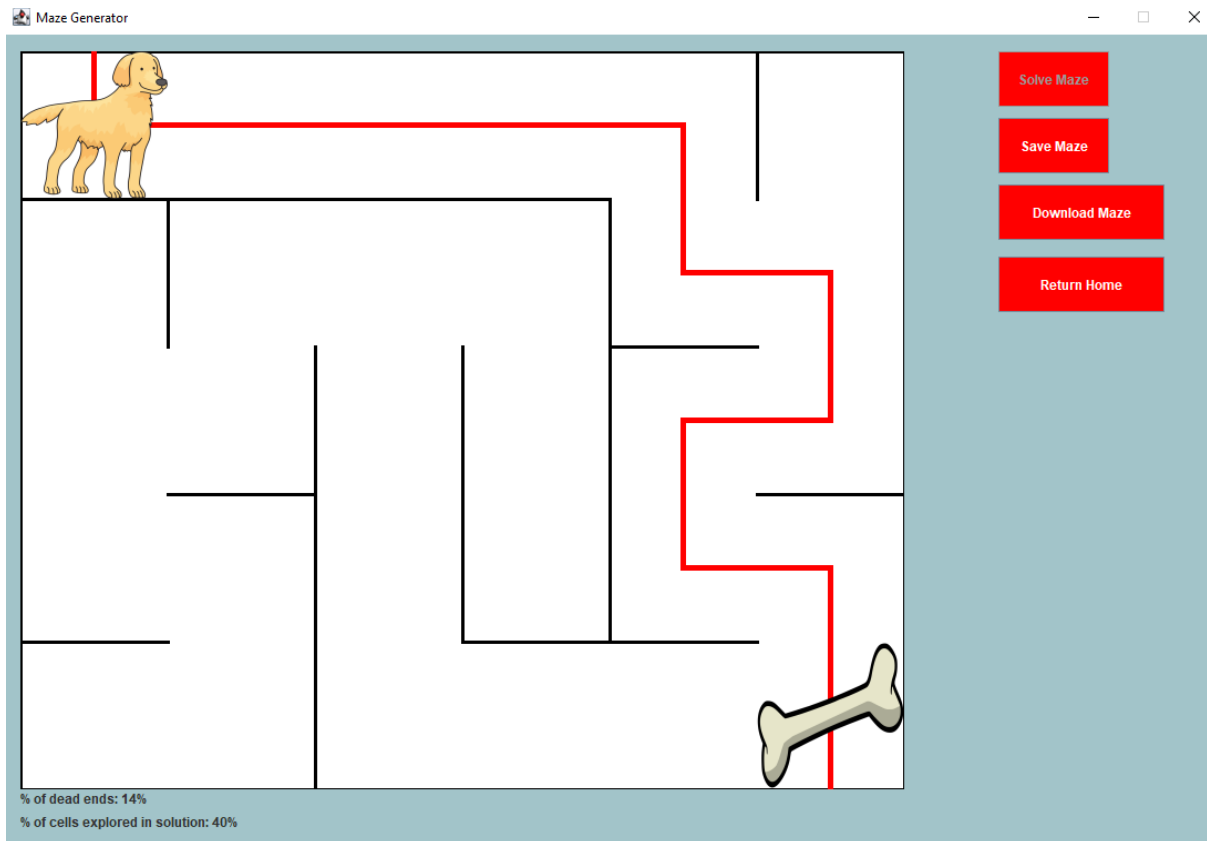 Maze Generator
Solve Maze
Save Maze
Download Maze
Return Home
% of dead ends: 14%
% of cells explored in solution: 40%